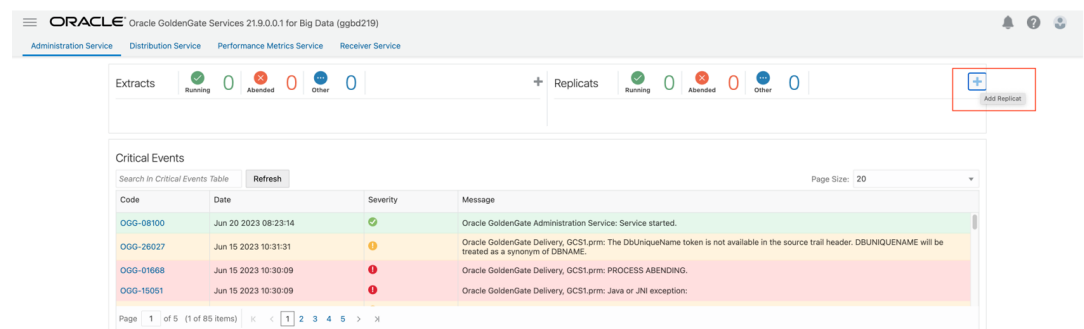 ORACLE Oracle GoldenGate Services 21.9.0.0.1 for Big Data (ggbd219)
Administration Service Distribution Service Performance Metrics Service Receiver Service
Extracts Running 0 Abended 0 Other 0 Replicats Running 0 Abended 0 Other 0
Add Replicat
Critical Events
Search In Critical Events Table Refresh Page Size: 20
Code Date Severity Message
OGG-08100 Jun 20 2023 08:23:14 Oracle GoldenGate Administration Service: Service started.
OGG-26027 Jun 15 2023 10:31:31 Oracle GoldenGate Delivery, GCS1.prm: The DbUniqueName token is not available in the source trail header. DBUNIQUENAME will be
treated as a synonym of DBNAME.
OGG-01668 Jun 15 2023 10:30:09 Oracle GoldenGate Delivery, GCS1.prm: PROCESS ABENDING.
OGG-15051 Jun 15 2023 10:30:09 Oracle GoldenGate Delivery, GCS1.prm: Java or JNI exception:
Page 1 of 5 (1 of 85 items) 1 2 3 4 5